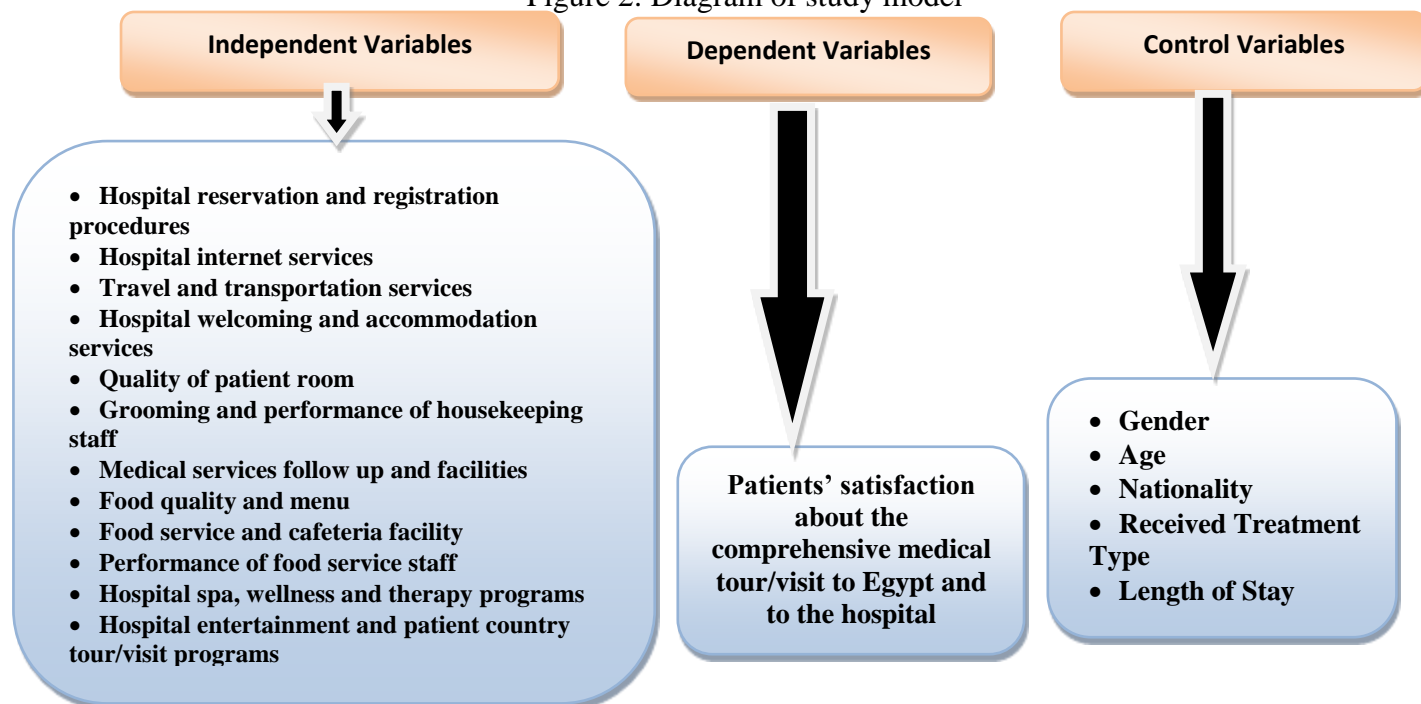 Figure 2: Diagram of study model
Independent Variables
• Hospital reservation and registration
procedures
• Hospital internet services
• Travel and transportation services
• Hospital welcoming and accommodation
services
• Quality of patient room
• Grooming and performance of housekeeping
staff
• Medical services follow up and facilities
• Food quality and menu
• Food service and cafeteria facility
• Performance of food service staff
• Hospital spa, wellness and therapy programs
• Hospital entertainment and patient country
tour/visit programs
Dependent Variables
Patients’ satisfaction
about the
comprehensive medical
tour/visit to Egypt and
to the hospital
Control Variables
• Gender
• Age
• Nationality
• Received Treatment
Type
• Length of Stay